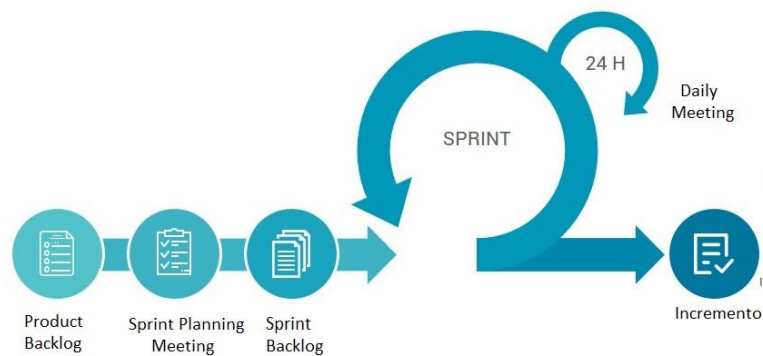 24 H
Daily
Meeting
SPRINT
Product
Backlog
Sprint Planning
Meeting
Sprint
Backlog
Incremento